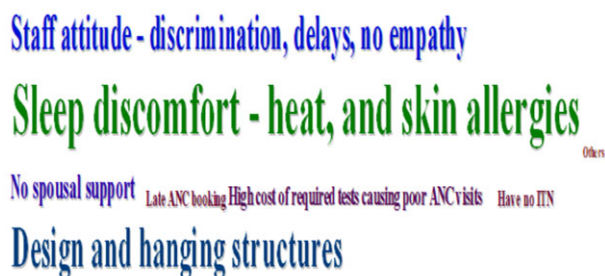 Staff attitude - discrimination, delays, no empathy
Sleep discomfort - heat, and skin allergies
Others
No spousal support Late ANC booking High cost of required tests causing poor ANC visits Have no ITN
Design and hanging structures